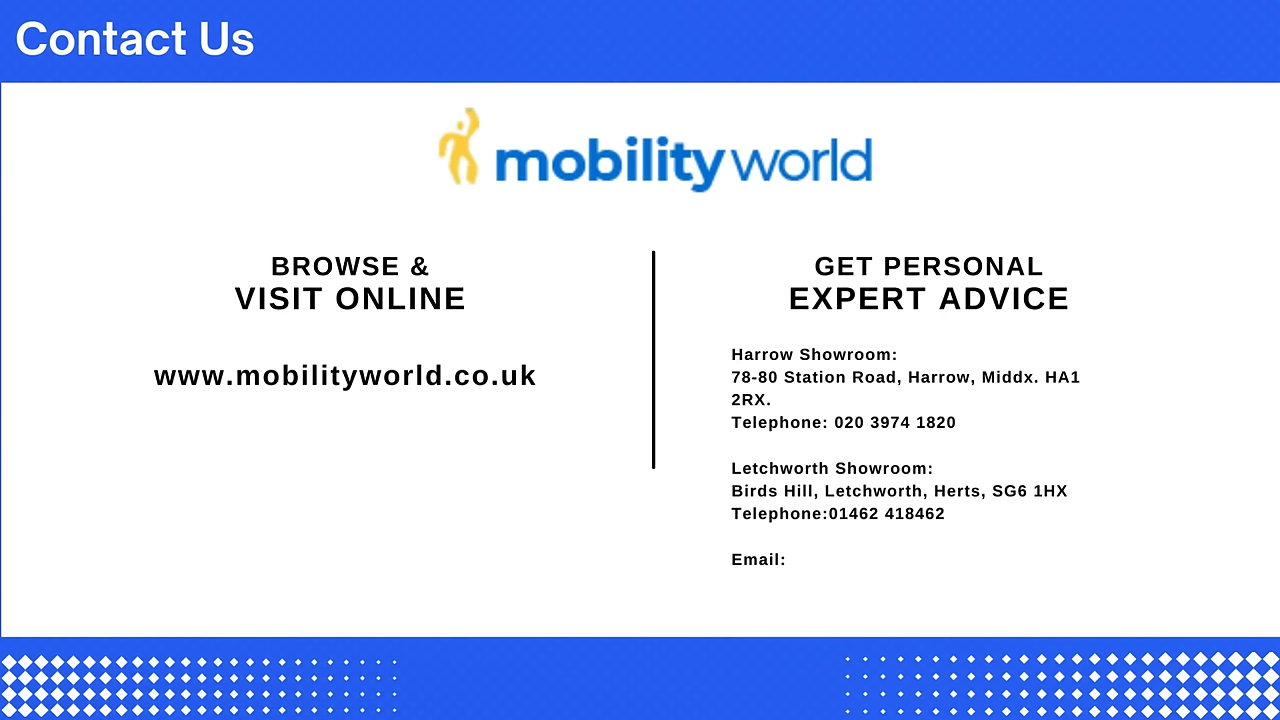 Contact Us
mobilityworld
BROWSE &
VISIT ONLINE
www.mobilityworld.co.uk
GET PERSONAL
EXPERT ADVICE
Harrow Showroom:
78-80 Station Road, Harrow, Middx. HA1
2RX.
Telephone: 020 3974 1820
Letchworth Showroom:
Birds Hill, Letchworth, Herts, SG6 1HX
Telephone:01462 418462
Email: